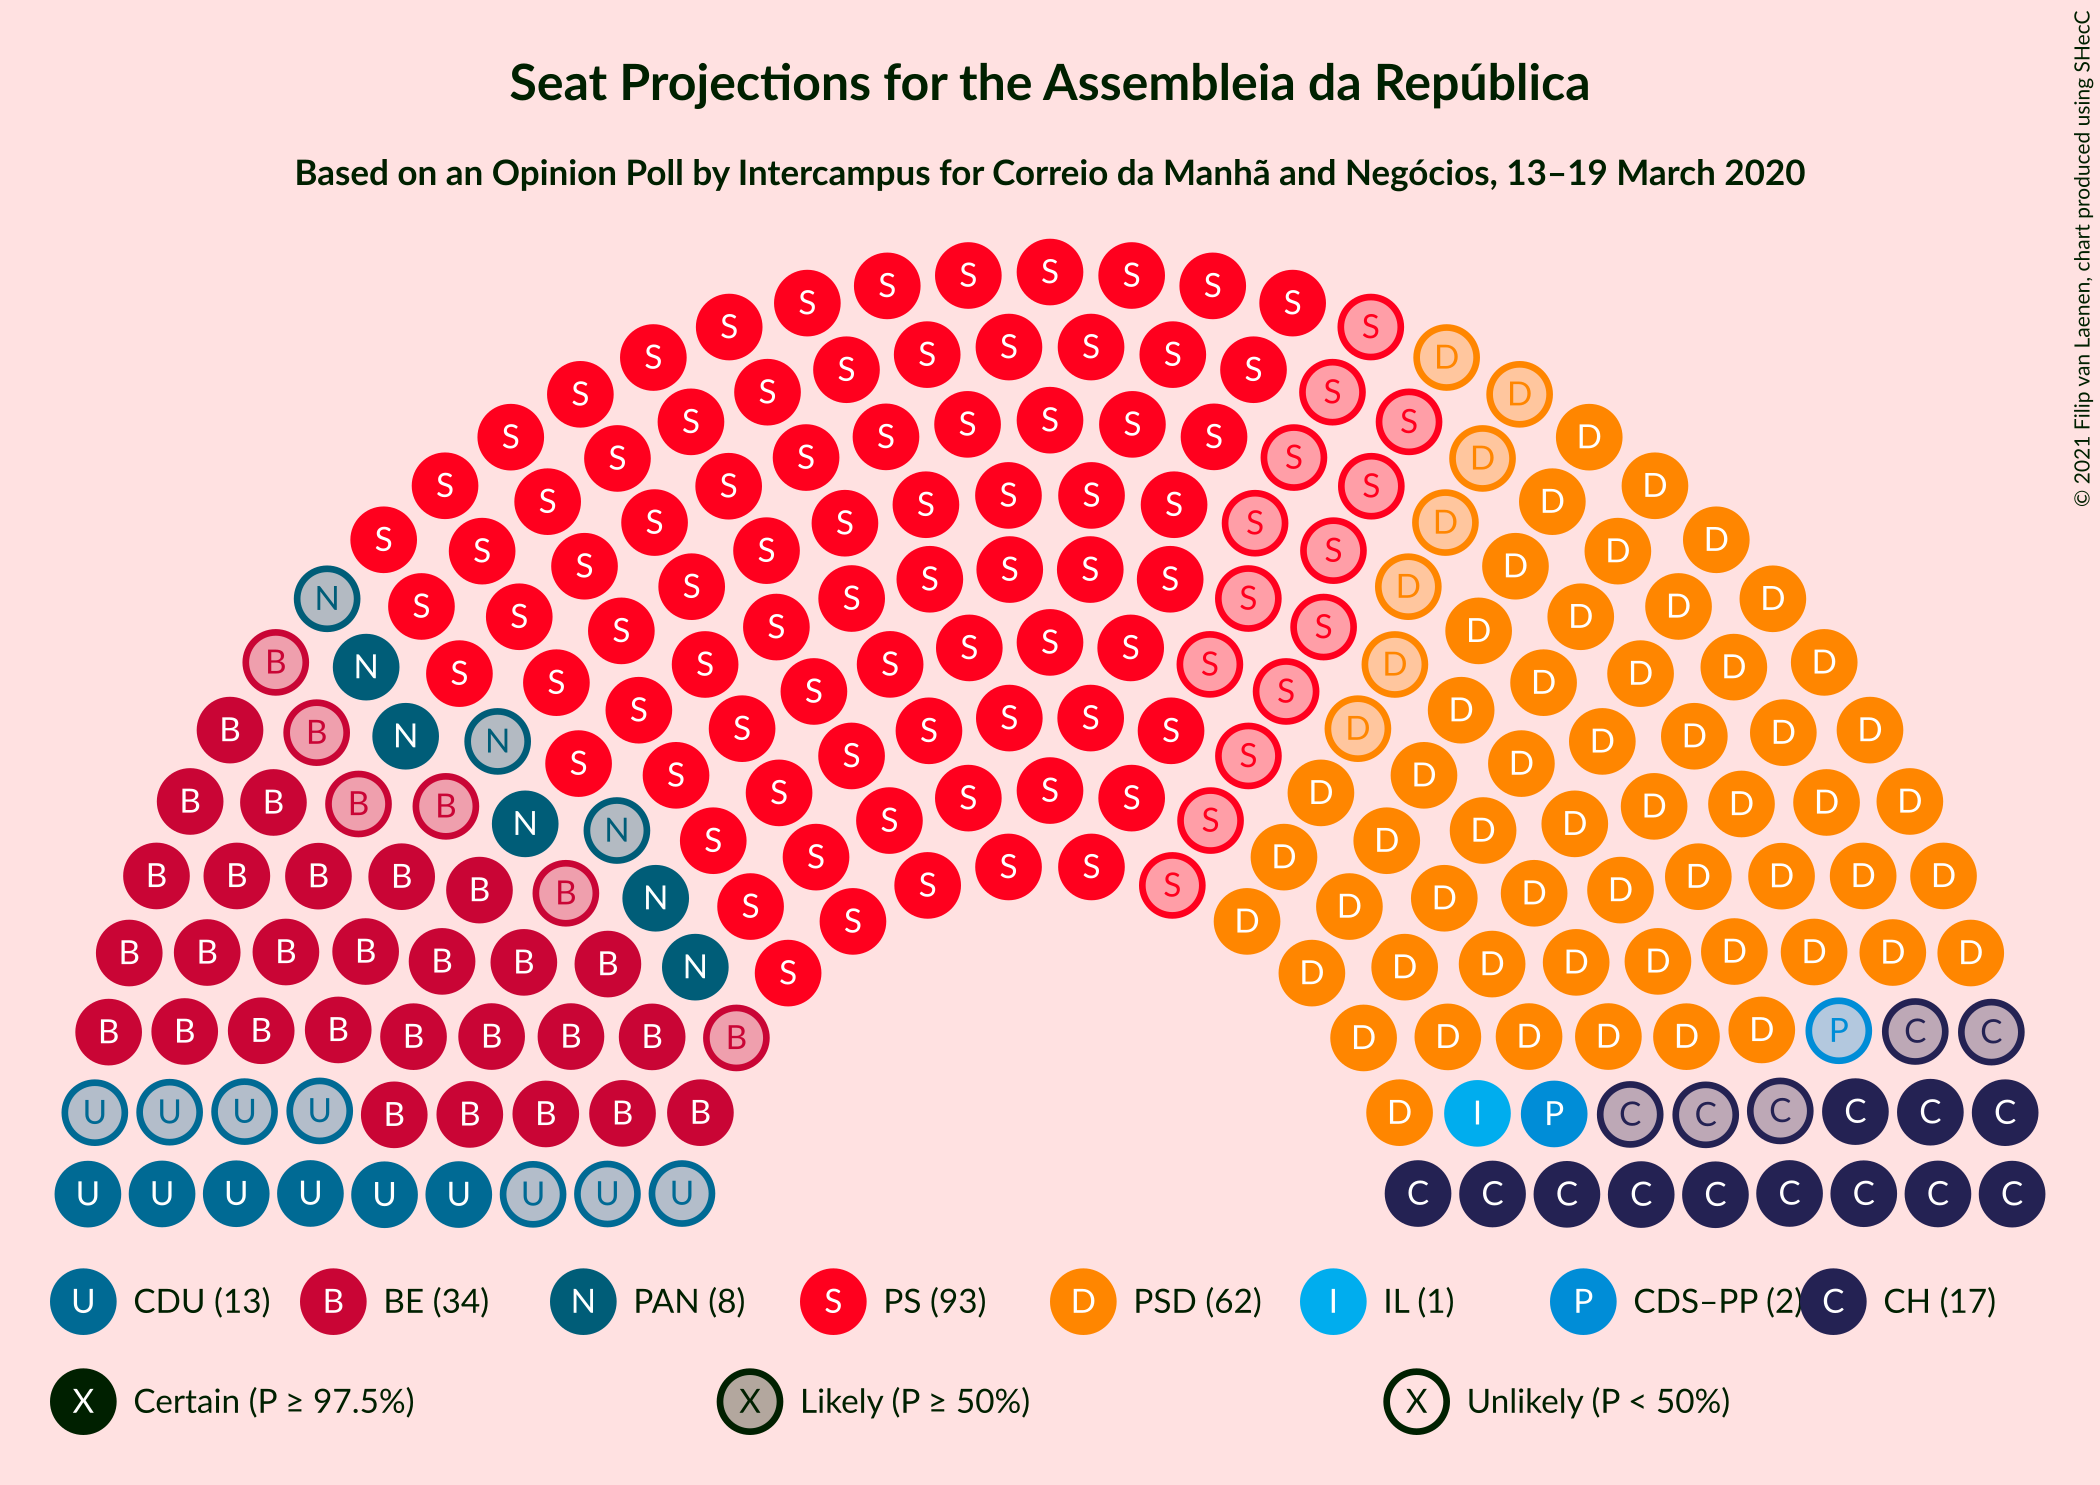 Seat Projections for the Assembleia da República
Based on an Opinion Poll by Intercampus for Correio da Manhã and Negócios, 13–19 March 2020
© 2021 Filip van Laenen, chart produced using SHecC
U CDU (13) B BE (34) N PAN (8) S PS (93) D PSD (62) I IL (1) P CDS–PP (2) C CH (17)
X Certain (P ≥ 97.5%) X Likely (P ≥ 50%) X Unlikely (P < 50%)